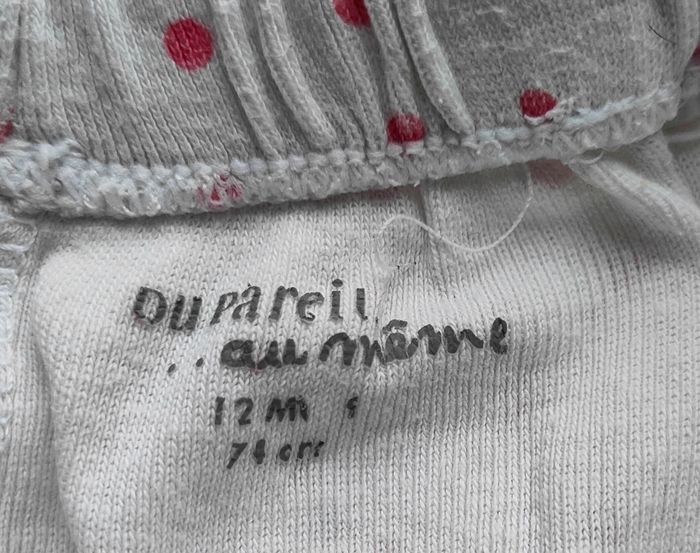 Du pareil
..au même
12 M
74 cm